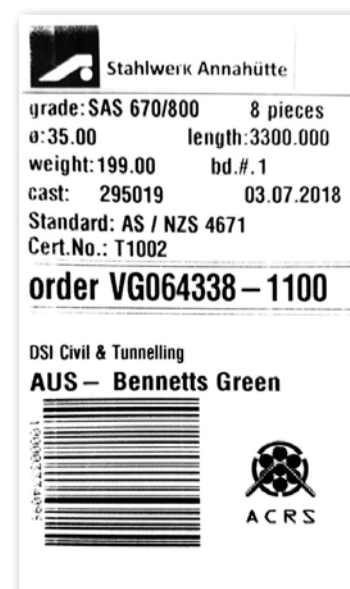 Stahlwerk Annahütte
grade: SAS 670/800 8 pieces
ø:35.00 length:3300.000
weight:199.00 bd.#.1
cast: 295019 03.07.2018
Standard: AS / NZS 4671
Cert.No.: T1002
order VG064338 – 1100
DSI Civil & Tunnelling
AUS – Bennetts Green
ACRS